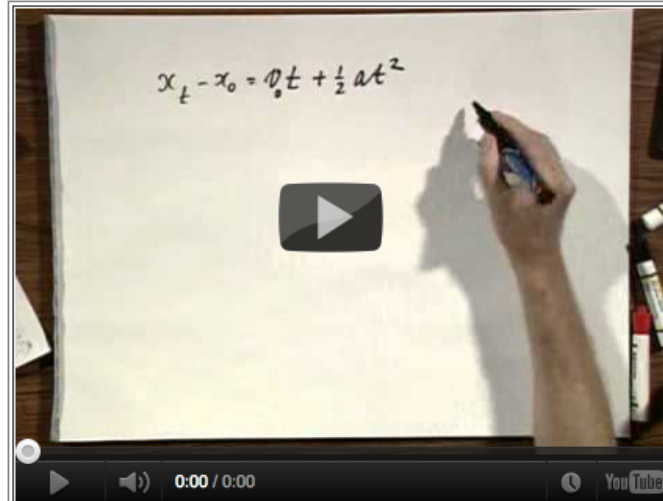 xₜ - x₀ = v₀t + ½ at²
0:00 / 0:00
YouTube